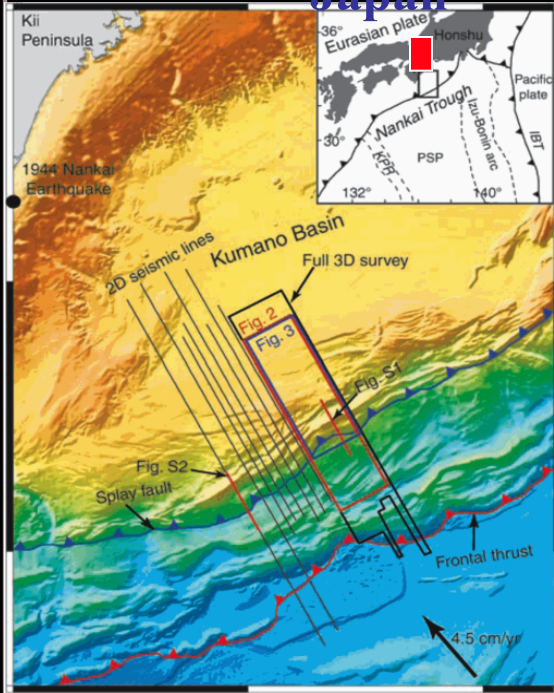 Japan
Kii
Peninsula
36°
Eurasian plate
Honshu
Pacific
plate
Nankai Trough
Izu-Bonin arc
IBT
30°
KPR
PSP
132°
140°
1944 Nankai
Earthquake
2D seismic lines
Kumano Basin
Full 3D survey
Fig. 2
Fig. 3
Fig. S1
Fig. S2
Splay fault
Frontal thrust
4.5 cm/yr